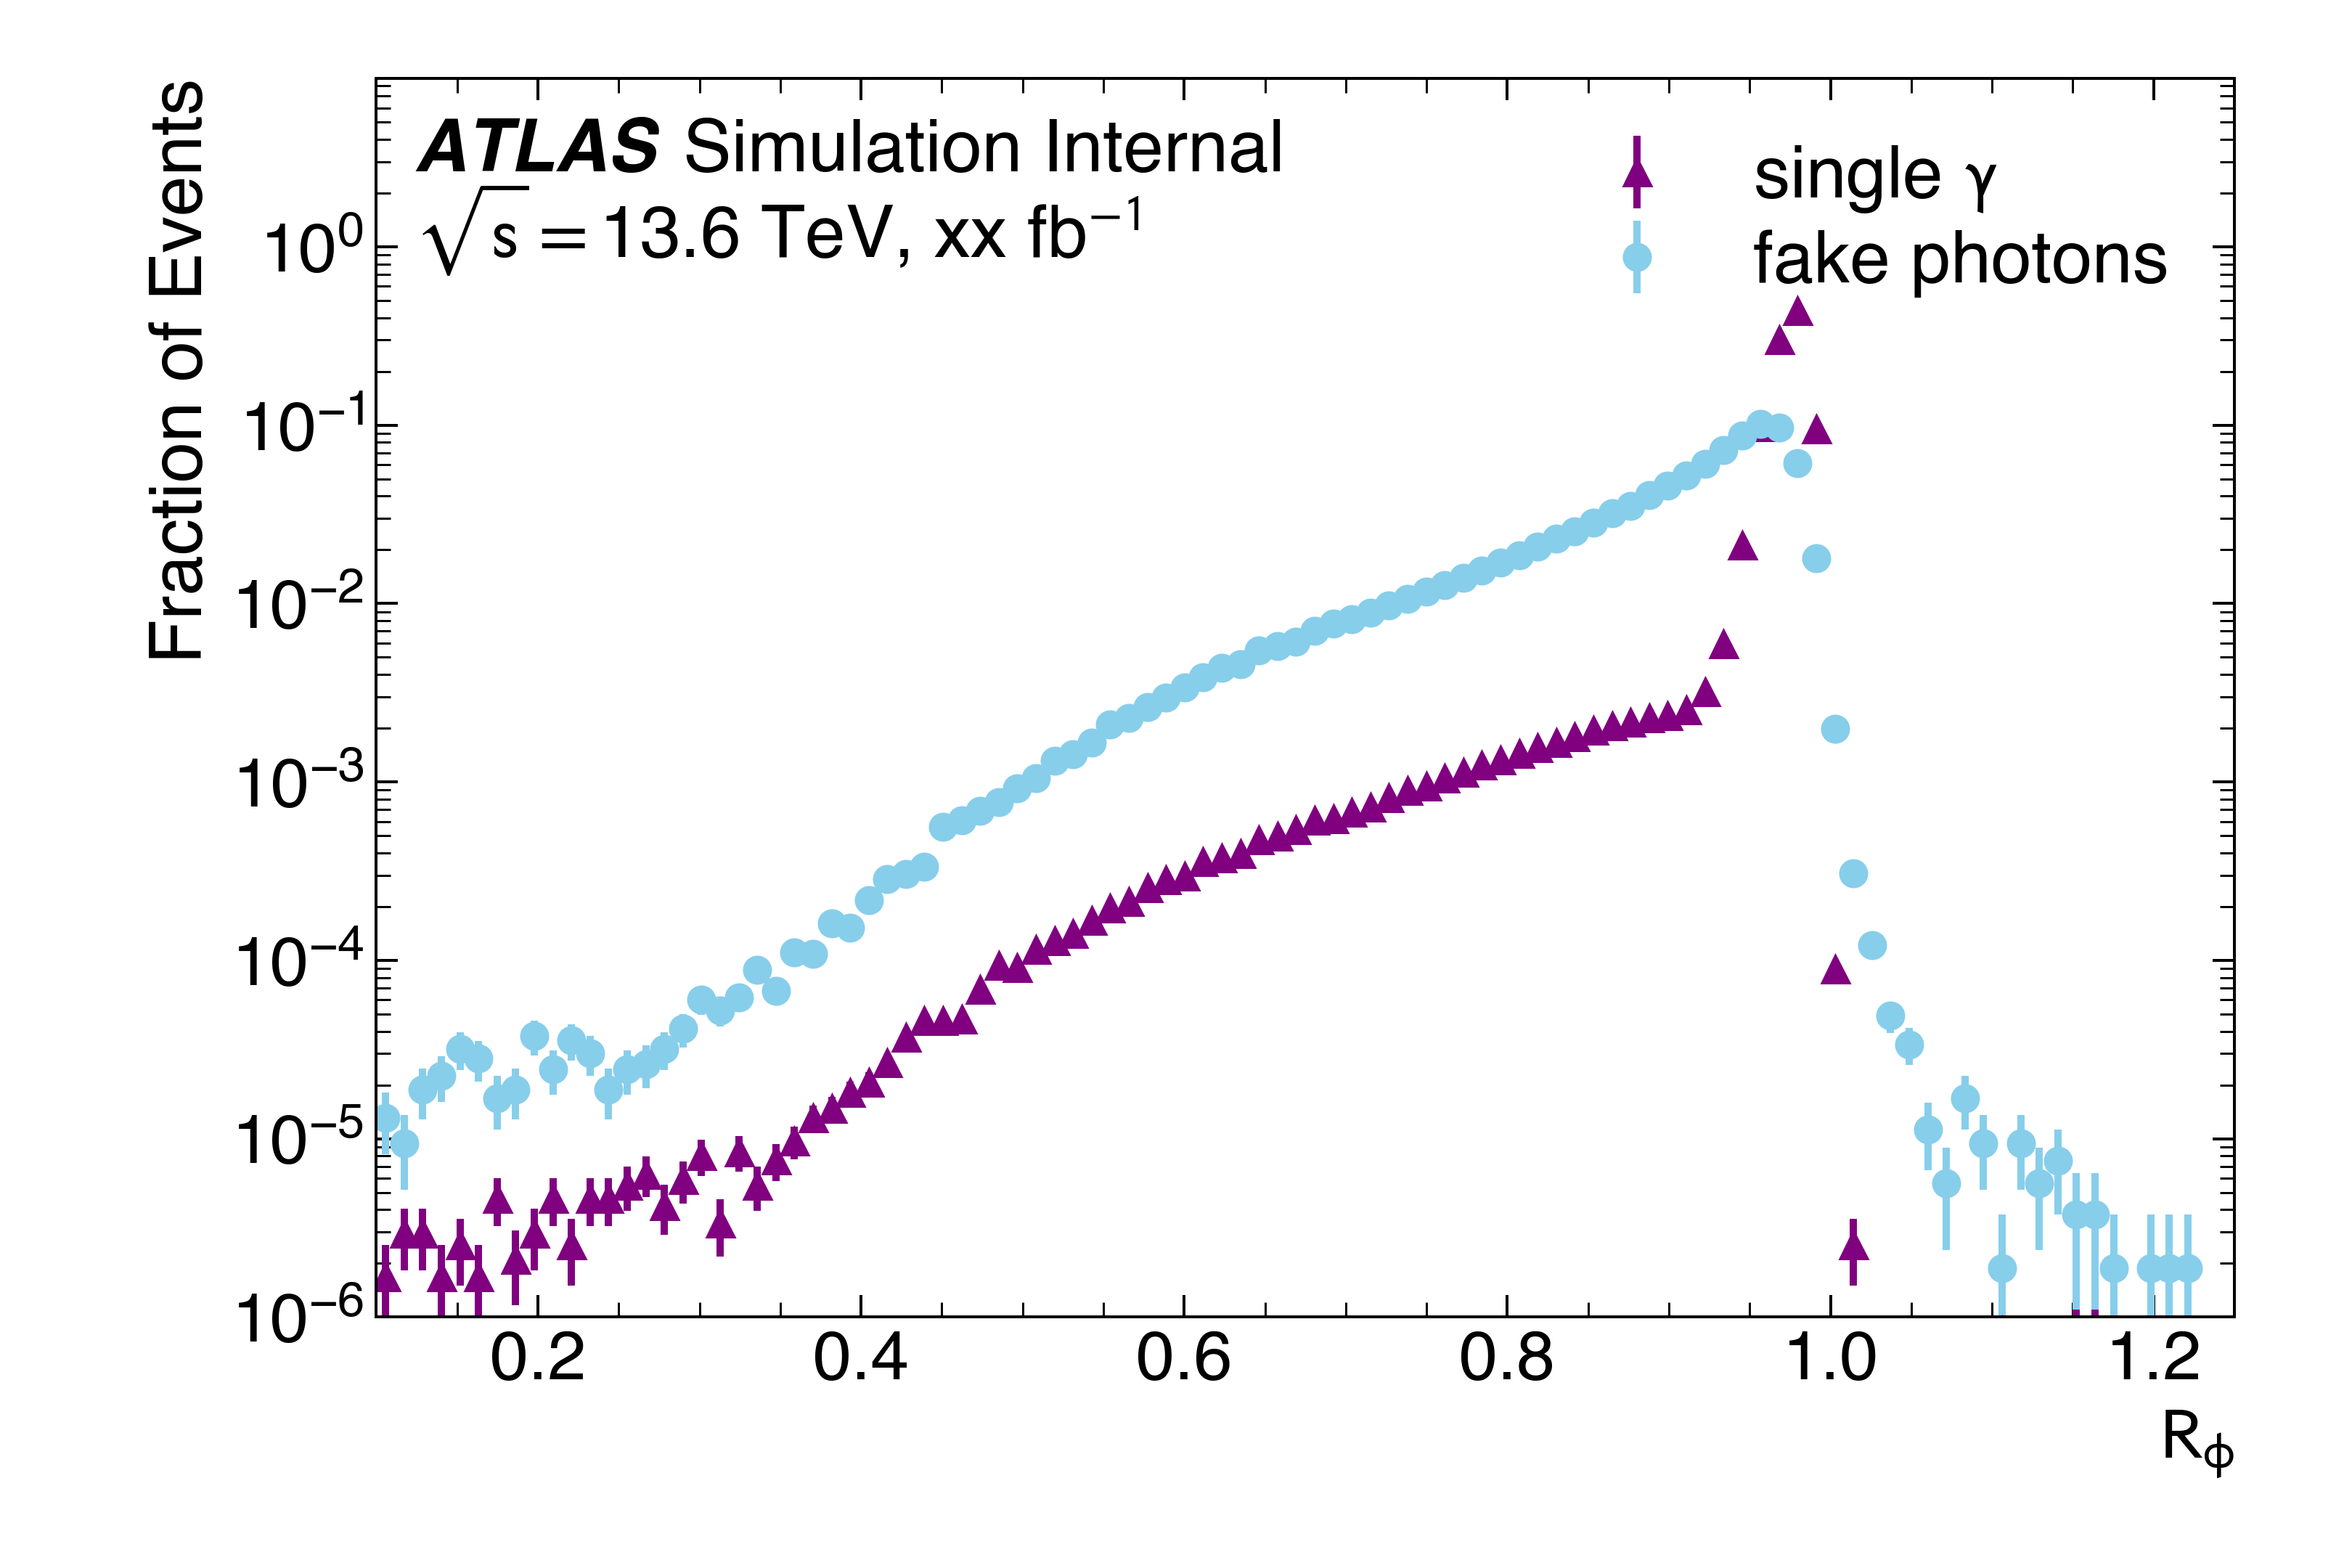 ATLAS Simulation Internal
√s = 13.6 TeV, xx fb⁻¹
single γ
fake photons
Fraction of Events
10⁰
10⁻¹
10⁻²
10⁻³
10⁻⁴
10⁻⁵
10⁻⁶
0.2 0.4 0.6 0.8 1.0 1.2
R_ϕ